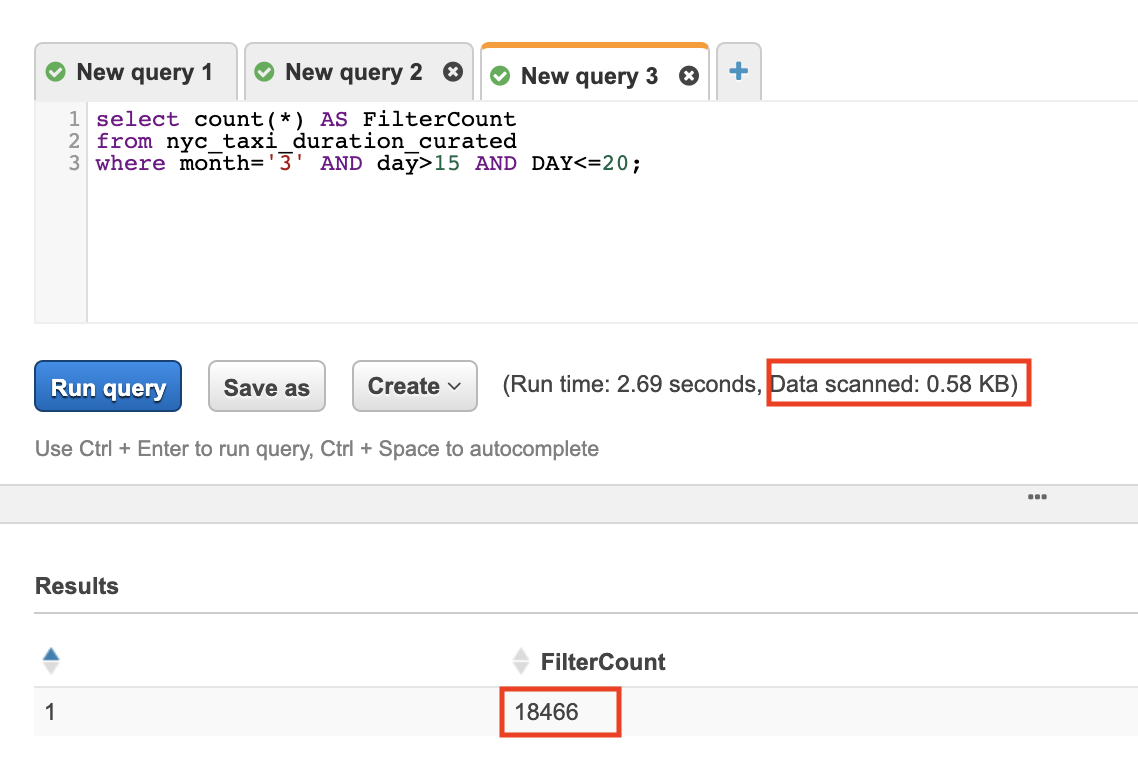 New query 1
New query 2
New query 3
1 select count(*) AS FilterCount
2 from nyc_taxi_duration_curated
3 where month='3' AND day>15 AND DAY<=20;
Run query Save as Create (Run time: 2.69 seconds, Data scanned: 0.58 KB)
Use Ctrl + Enter to run query, Ctrl + Space to autocomplete
Results
FilterCount
1 18466